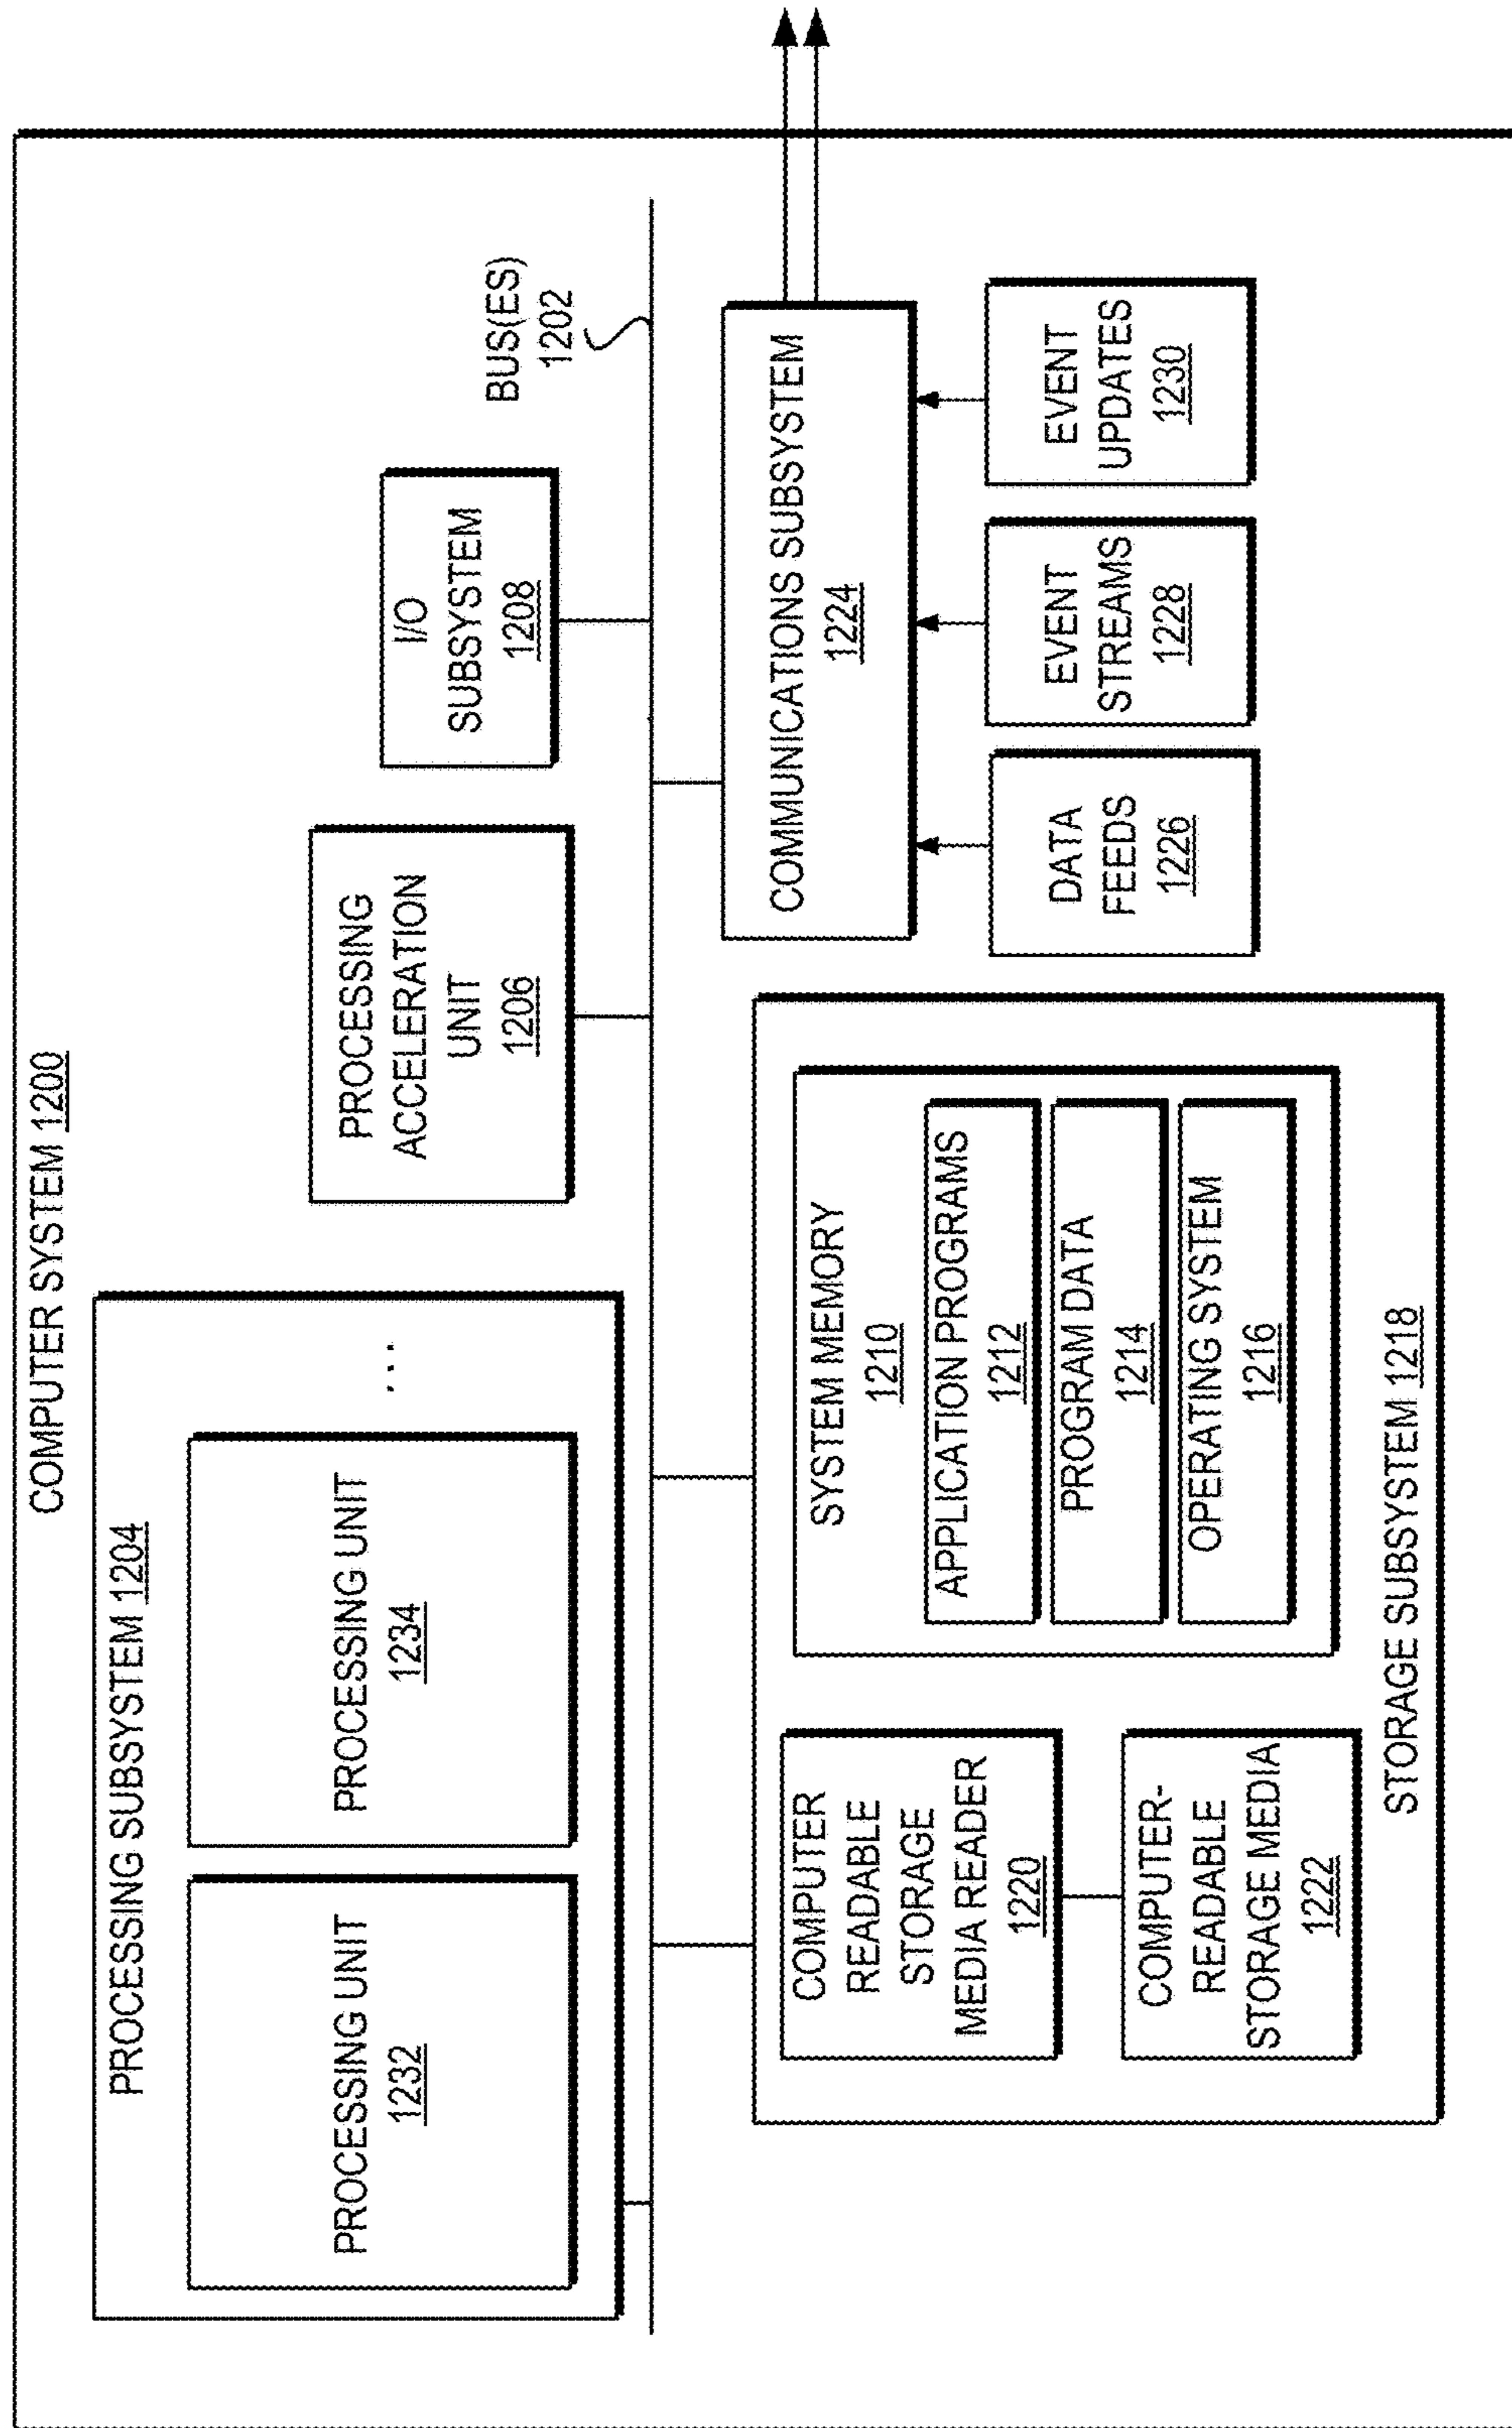 COMPUTER SYSTEM 1200
PROCESSING SUBSYSTEM 1204
PROCESSING UNIT
1232
PROCESSING UNIT
1234
...
PROCESSING
ACCELERATION
UNIT
1206
I/O
SUBSYSTEM
1208
BUS(ES)
1202
COMPUTER
READABLE
STORAGE
MEDIA READER
1220
COMPUTER-
READABLE
STORAGE MEDIA
1222
SYSTEM MEMORY
1210
APPLICATION PROGRAMS
1212
PROGRAM DATA
1214
OPERATING SYSTEM
1216
STORAGE SUBSYSTEM 1218
COMMUNICATIONS SUBSYSTEM
1224
DATA
FEEDS
1226
EVENT
STREAMS
1228
EVENT
UPDATES
1230